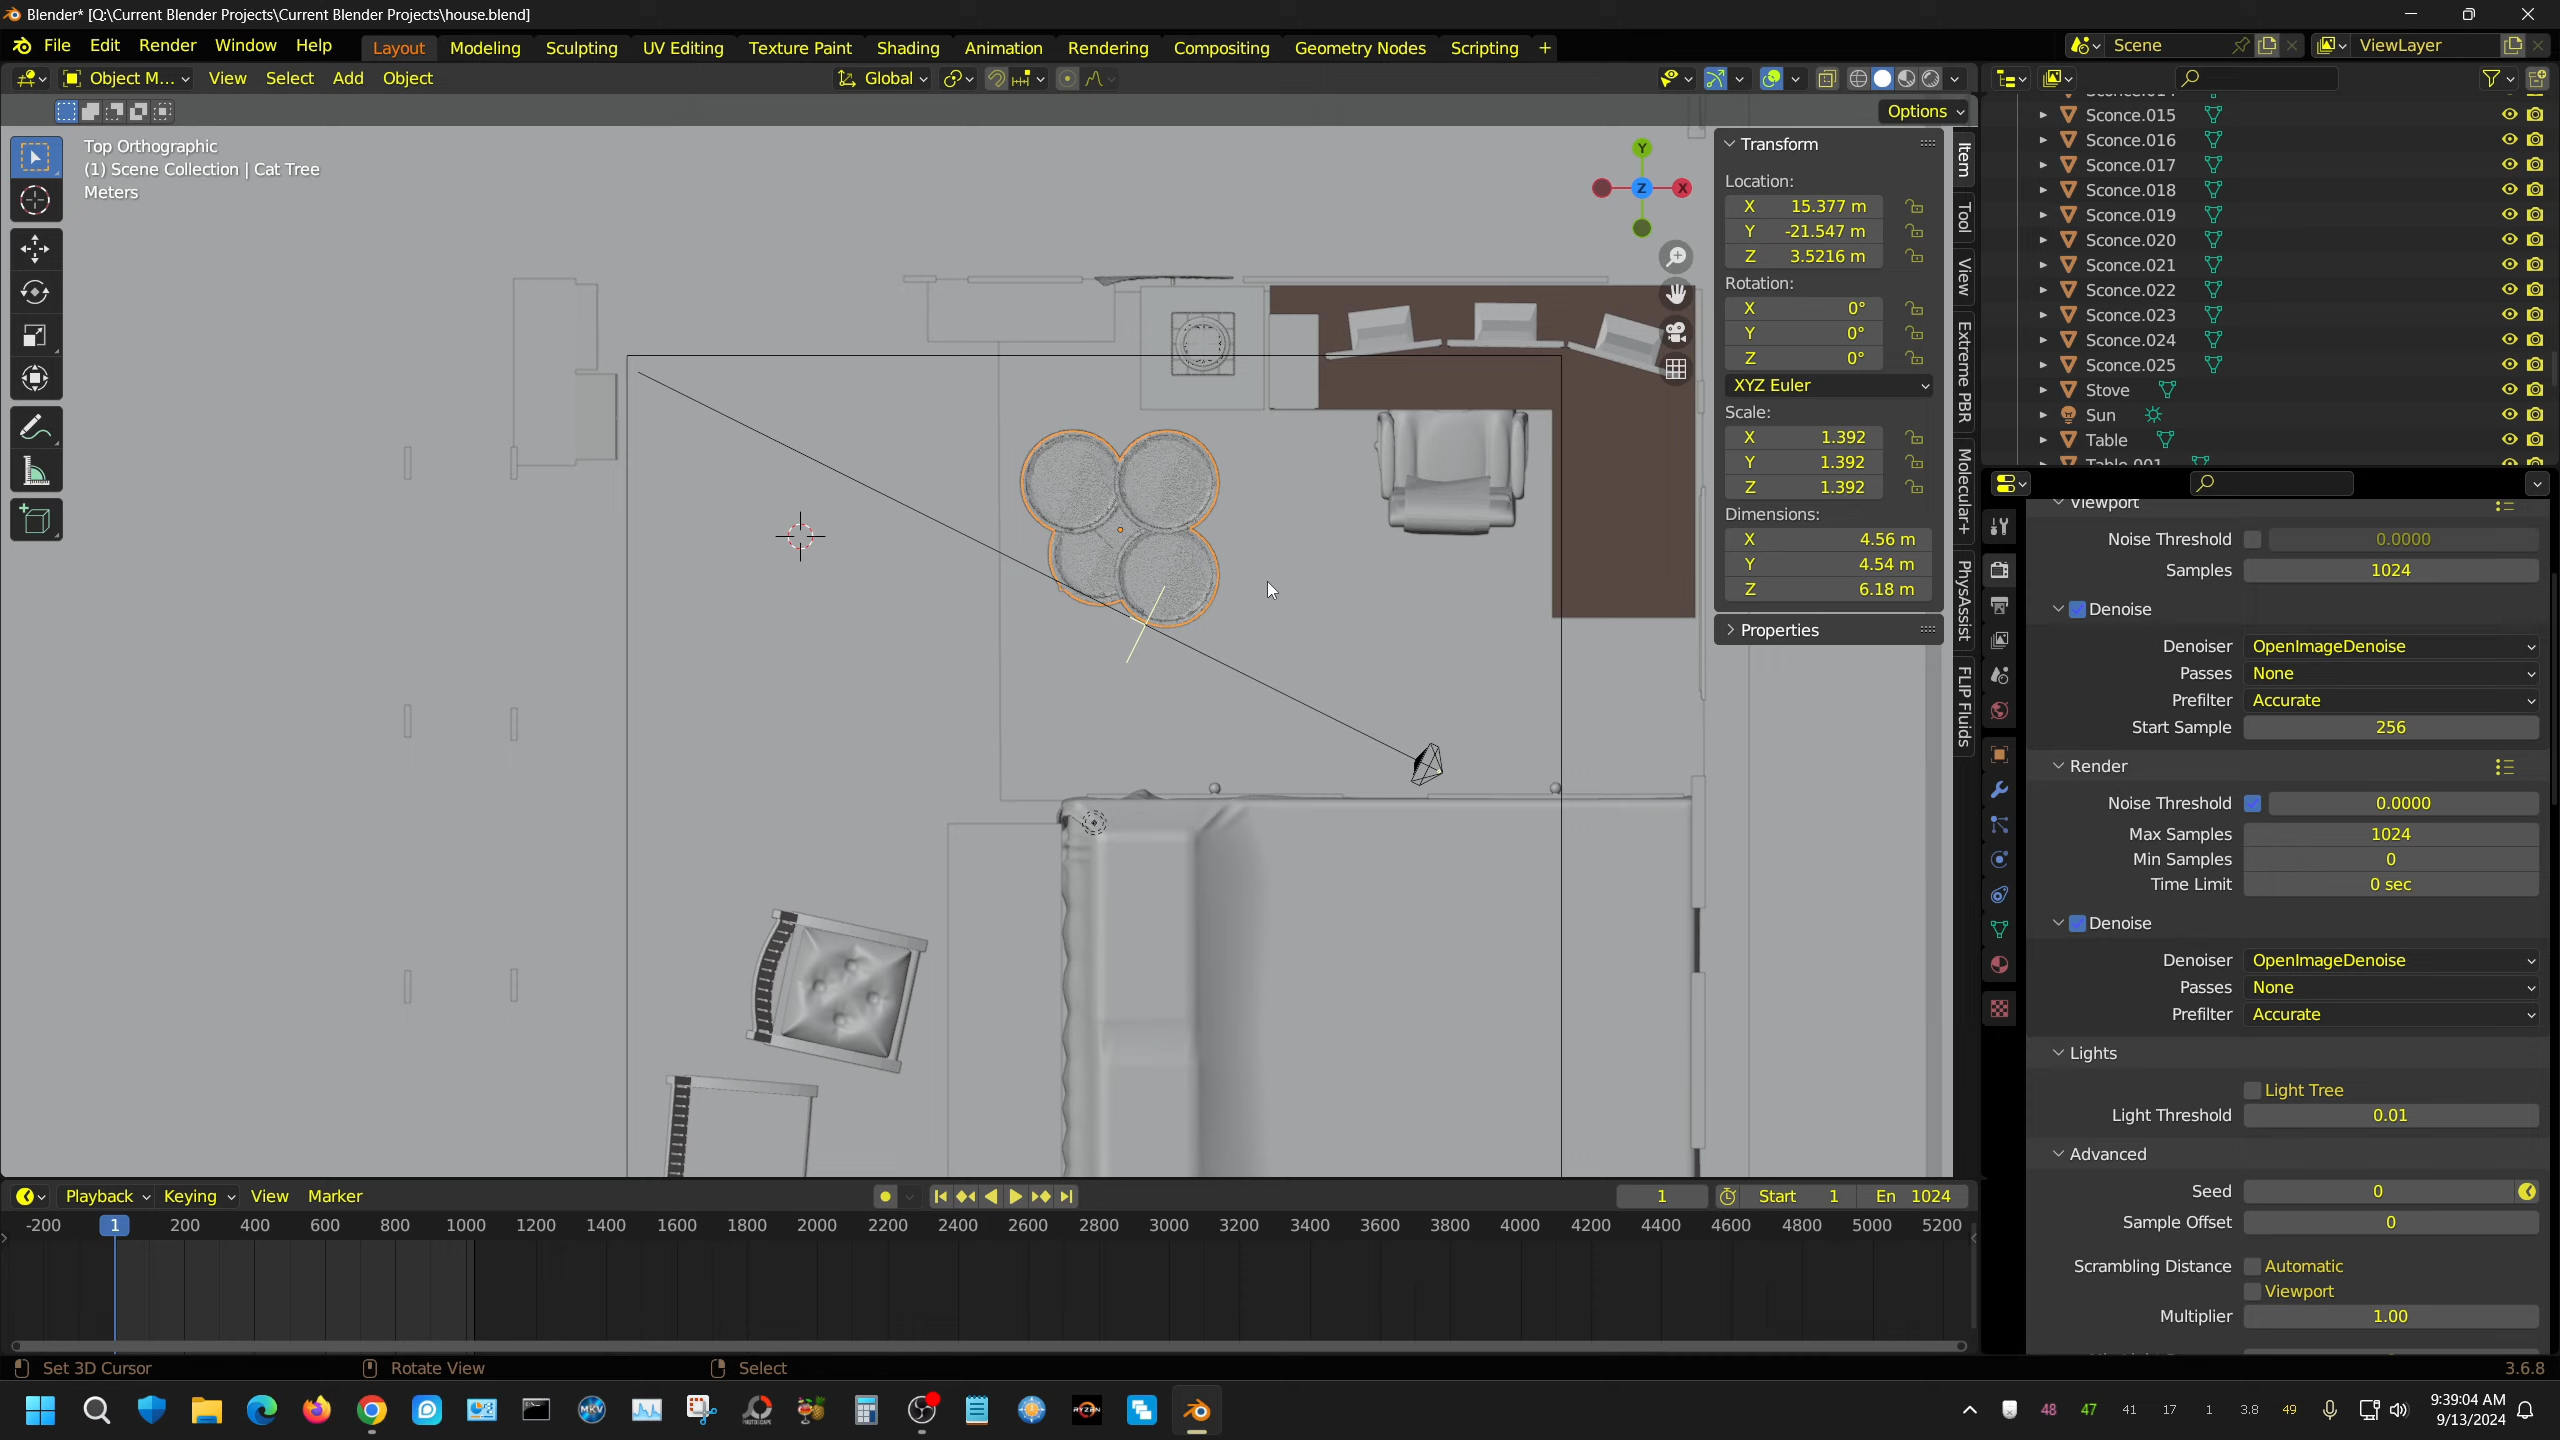 Blender* [Q:\Current Blender Projects\Current Blender Projects\house.blend]
File Edit Render Window Help Layout Modeling Sculpting UV Editing Texture Paint Shading Animation Rendering Compositing Geometry Nodes Scripting + Scene ViewLayer
Object M... View Select Add Object Global
Options
Top Orthographic
(1) Scene Collection | Cat Tree
Meters
Y
Z
X
Transform
Location:
X 15.377 m
Y -21.547 m
Z 3.5216 m
Rotation:
X 0°
Y 0°
Z 0°
XYZ Euler
Scale:
X 1.392
Y 1.392
Z 1.392
Dimensions:
X 4.56 m
Y 4.54 m
Z 6.18 m
Properties
Item
Tool
View
Extreme PBR
Molecular+
PhysAssist
FLIP Fluids
Sconce.015
Sconce.016
Sconce.017
Sconce.018
Sconce.019
Sconce.020
Sconce.021
Sconce.022
Sconce.023
Sconce.024
Sconce.025
Stove
Sun
Table
Table.001
Viewport
Noise Threshold 0.0000
Samples 1024
Denoise
Denoiser OpenImageDenoise
Passes None
Prefilter Accurate
Start Sample 256
Render
Noise Threshold 0.0000
Max Samples 1024
Min Samples 0
Time Limit 0 sec
Denoise
Denoiser OpenImageDenoise
Passes None
Prefilter Accurate
Lights
Light Tree
Light Threshold 0.01
Advanced
Seed 0
Sample Offset 0
Scrambling Distance Automatic
Viewport
Multiplier 1.00
Playback Keying View Marker 1 Start 1 En 1024
-200 1 200 400 600 800 1000 1200 1400 1600 1800 2000 2200 2400 2600 2800 3000 3200 3400 3600 3800 4000 4200 4400 4600 4800 5000 5200
Set 3D Cursor Rotate View Select 3.6.8
MKV RYZEN 48 47 41 17 1 3.8 49 9:39:04 AM
9/13/2024